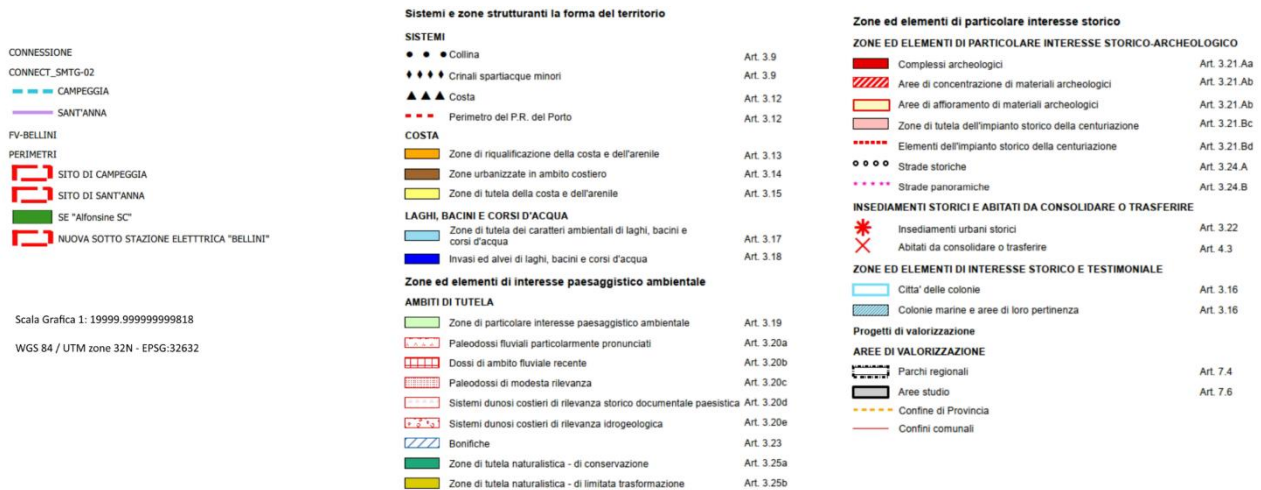 CONNESSIONE
CONNECT_SMTG-02
CAMPEGGIA
SANT'ANNA
FV-BELLINI
PERIMETRI
SITO DI CAMPEGGIA
SITO DI SANT'ANNA
SE "Alfonsine SC"
NUOVA SOTTO STAZIONE ELETTTRICA "BELLINI"
Scala Grafica 1: 19999.999999999818
WGS 84 / UTM zone 32N - EPSG:32632
Sistemi e zone strutturanti la forma del territorio
SISTEMI
Collina Art. 3.9
Crinali spartiacque minori Art. 3.9
Costa Art. 3.12
Perimetro del P.R. del Porto Art. 3.12
COSTA
Zone di riqualificazione della costa e dell'arenile Art. 3.13
Zone urbanizzate in ambito costiero Art. 3.14
Zone di tutela della costa e dell'arenile Art. 3.15
LAGHI, BACINI E CORSI D'ACQUA
Zone di tutela dei caratteri ambientali di laghi, bacini e
corsi d'acqua Art. 3.17
Invasi ed alvei di laghi, bacini e corsi d'acqua Art. 3.18
Zone ed elementi di interesse paesaggistico ambientale
AMBITI DI TUTELA
Zone di particolare interesse paesaggistico ambientale Art. 3.19
Paleodossi fluviali particolarmente pronunciati Art. 3.20a
Dossi di ambito fluviale recente Art. 3.20b
Paleodossi di modesta rilevanza Art. 3.20c
Sistemi dunosi costieri di rilevanza storico documentale paesistica Art. 3.20d
Sistemi dunosi costieri di rilevanza idrogeologica Art. 3.20e
Bonifiche Art. 3.23
Zone di tutela naturalistica - di conservazione Art. 3.25a
Zone di tutela naturalistica - di limitata trasformazione Art. 3.25b
Zone ed elementi di particolare interesse storico
ZONE ED ELEMENTI DI PARTICOLARE INTERESSE STORICO-ARCHEOLOGICO
Complessi archeologici Art. 3.21.Aa
Aree di concentrazione di materiali archeologici Art. 3.21.Ab
Aree di affioramento di materiali archeologici Art. 3.21.Ab
Zone di tutela dell'impianto storico della centuriazione Art. 3.21.Bc
Elementi dell'impianto storico della centuriazione Art. 3.21.Bd
Strade storiche Art. 3.24.A
Strade panoramiche Art. 3.24.B
INSEDIAMENTI STORICI E ABITATI DA CONSOLIDARE O TRASFERIRE
Insediamenti urbani storici Art. 3.22
Abitati da consolidare o trasferire Art. 4.3
ZONE ED ELEMENTI DI INTERESSE STORICO E TESTIMONIALE
Citta' delle colonie Art. 3.16
Colonie marine e aree di loro pertinenza Art. 3.16
Progetti di valorizzazione
AREE DI VALORIZZAZIONE
Parchi regionali Art. 7.4
Aree studio Art. 7.6
Confine di Provincia
Confini comunali